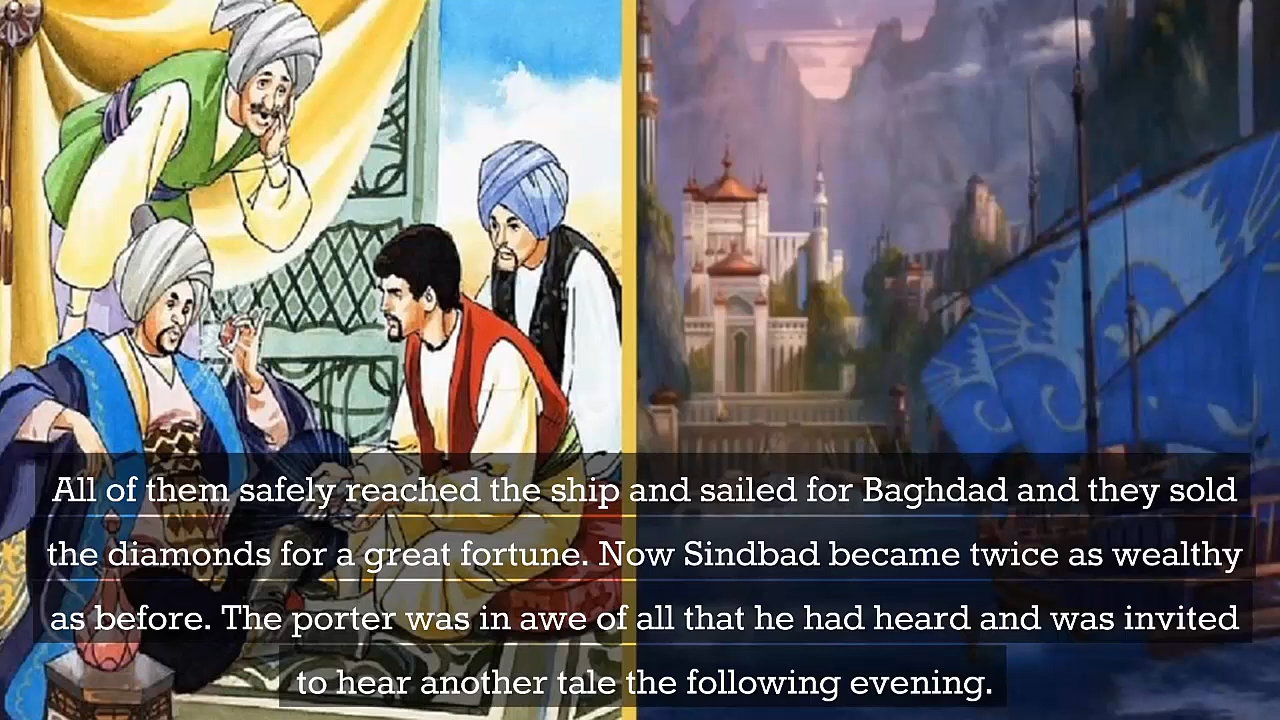 All of them safely reached the ship and sailed for Baghdad and they sold
the diamonds for a great fortune. Now Sindbad became twice as wealthy
as before. The porter was in awe of all that he had heard and was invited
to hear another tale the following evening.